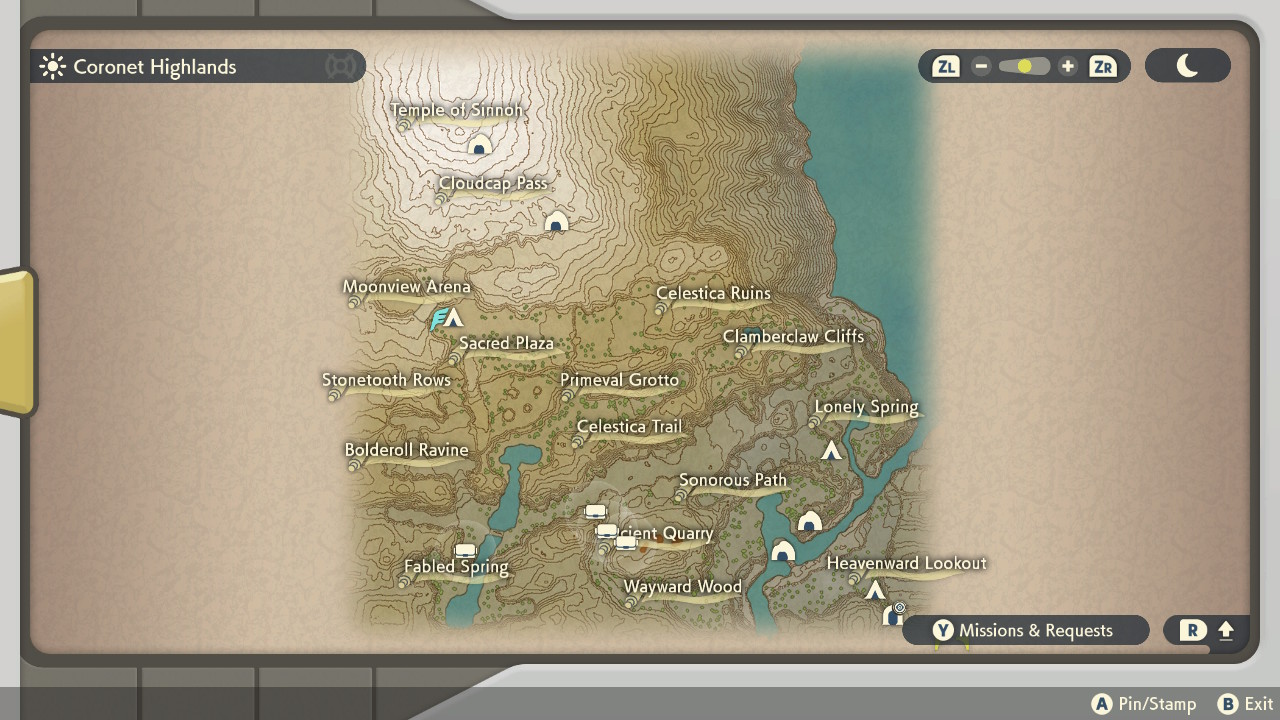 Coronet Highlands
ZL - + ZR
Temple of Sinnoh
Cloudcap Pass
Moonview Arena
Celestica Ruins
Clamberclaw Cliffs
Sacred Plaza
Stonetooth Rows
Primeval Grotto
Lonely Spring
Celestica Trail
Bolderoll Ravine
Sonorous Path
cient Quarry
Fabled Spring
Heavenward Lookout
Wayward Wood
Y Missions & Requests
R
A Pin/Stamp
B Exit